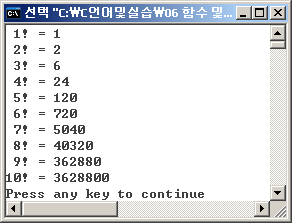 선택 "C:\C언어및실습\06 함수 및...
1! = 1
2! = 2
3! = 6
4! = 24
5! = 120
6! = 720
7! = 5040
8! = 40320
9! = 362880
10! = 3628800
Press any key to continue